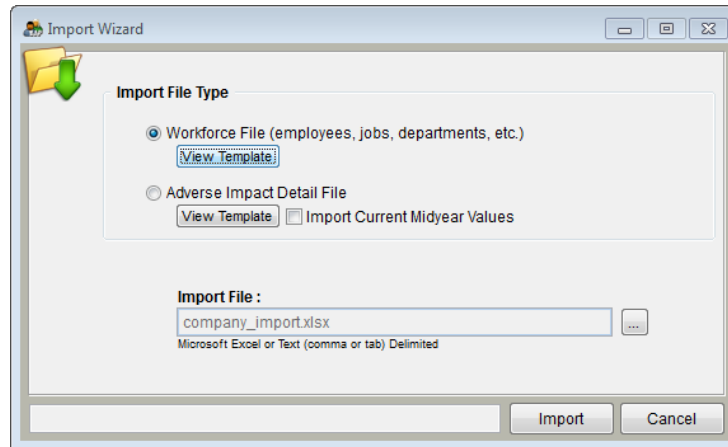 Import Wizard
Import File Type
Workforce File (employees, jobs, departments, etc.)
View Template
Adverse Impact Detail File
View Template Import Current Midyear Values
Import File :
company_import.xlsx
...
Microsoft Excel or Text (comma or tab) Delimited
Import Cancel